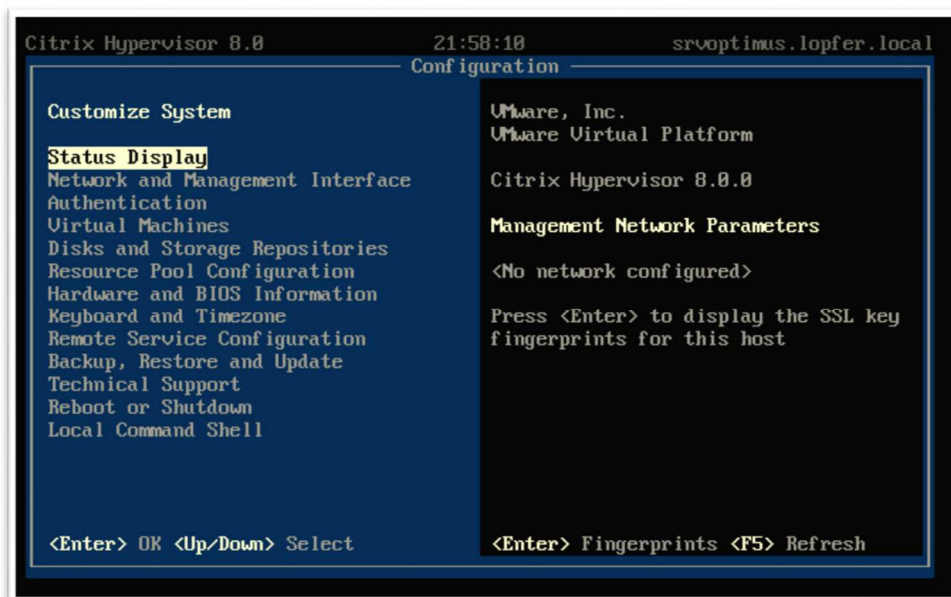 Citrix Hypervisor 8.0 21:58:10 srvoptimus.lopfer.local
Configuration
Customize System
Status Display
Network and Management Interface
Authentication
Virtual Machines
Disks and Storage Repositories
Resource Pool Configuration
Hardware and BIOS Information
Keyboard and Timezone
Remote Service Configuration
Backup, Restore and Update
Technical Support
Reboot or Shutdown
Local Command Shell
<Enter> OK <Up/Down> Select
VMware, Inc.
VMware Virtual Platform
Citrix Hypervisor 8.0.0
Management Network Parameters
<No network configured>
Press <Enter> to display the SSL key
fingerprints for this host
<Enter> Fingerprints <F5> Refresh